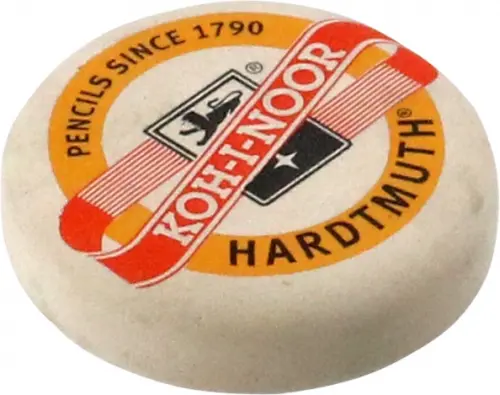 PENCILS SINCE 1790
®
KOH-I-NOOR
HARDTMUTH®